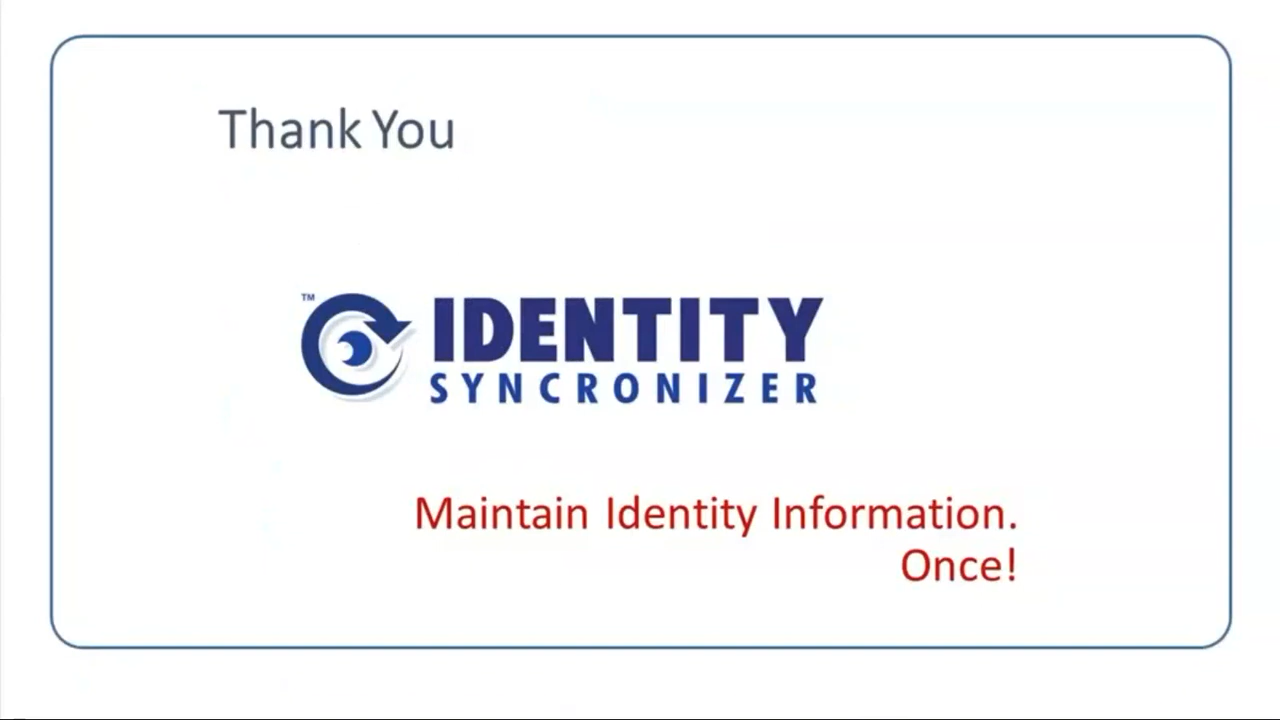 Thank You
TM
IDENTITY
SYNCRONIZER
Maintain Identity Information.
Once!